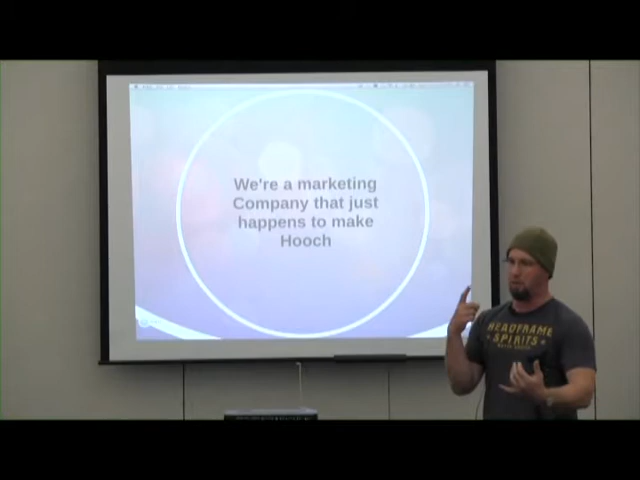 We're a marketing
Company that just
happens to make
Hooch
HEADFRAME
SPIRITS